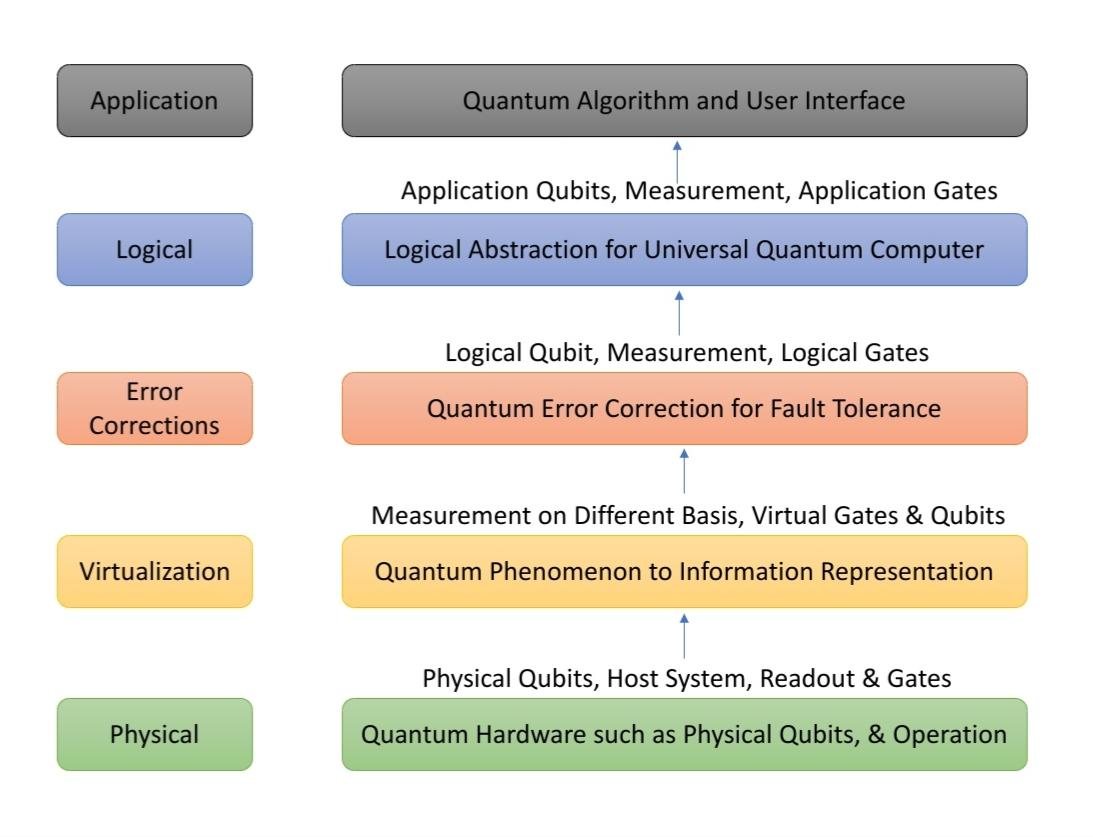 Application
Quantum Algorithm and User Interface
Application Qubits, Measurement, Application Gates
Logical
Logical Abstraction for Universal Quantum Computer
Logical Qubit, Measurement, Logical Gates
Error
Corrections
Quantum Error Correction for Fault Tolerance
Measurement on Different Basis, Virtual Gates & Qubits
Virtualization
Quantum Phenomenon to Information Representation
Physical Qubits, Host System, Readout & Gates
Physical
Quantum Hardware such as Physical Qubits, & Operation